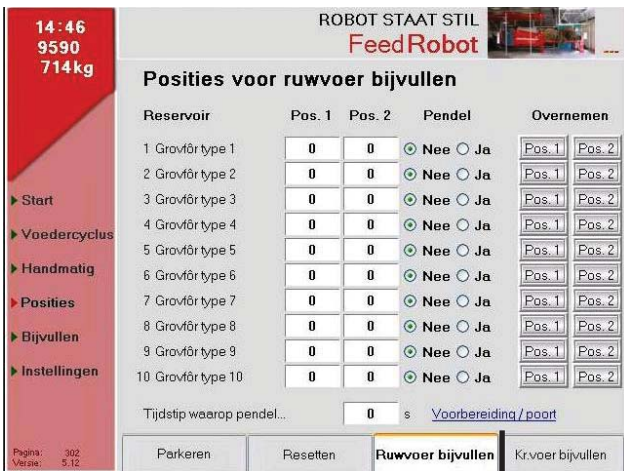 14:46
9590
714kg
ROBOT STAAT STIL
FeedRobot
...
Posities voor ruwvoer bijvullen
Reservoir Pos. 1 Pos. 2 Pendel Overnemen
1 Grovfôr type 1 0 0 Nee Ja Pos. 1 Pos. 2
2 Grovfôr type 2 0 0 Nee Ja Pos. 1 Pos. 2
3 Grovfôr type 3 0 0 Nee Ja Pos. 1 Pos. 2
4 Grovfôr type 4 0 0 Nee Ja Pos. 1 Pos. 2
5 Grovfôr type 5 0 0 Nee Ja Pos. 1 Pos. 2
6 Grovfôr type 6 0 0 Nee Ja Pos. 1 Pos. 2
7 Grovfôr type 7 0 0 Nee Ja Pos. 1 Pos. 2
8 Grovfôr type 8 0 0 Nee Ja Pos. 1 Pos. 2
9 Grovfôr type 9 0 0 Nee Ja Pos. 1 Pos. 2
10 Grovfôr type 10 0 0 Nee Ja Pos. 1 Pos. 2
Tijdstip waarop pendel... 0 s Voorbereiding / poort
Start
Voedercyclus
Handmatig
Posities
Bijvullen
Instellingen
Pagina: 302
Versie: 5.12
Parkeren Resetten Ruwvoer bijvullen Kr.voer bijvullen